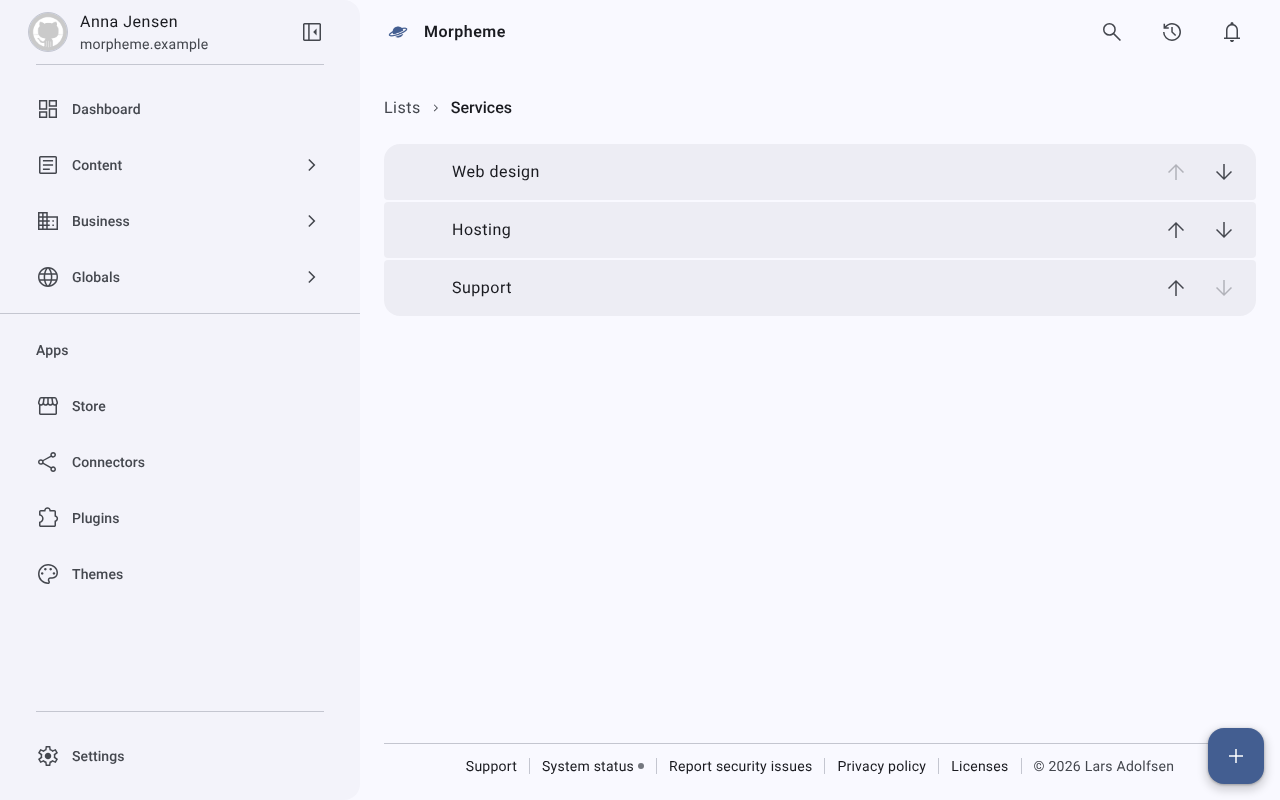 Anna Jensen
morpheme.example
Dashboard
Content
Business
Globals
Apps
Store
Connectors
Plugins
Themes
Settings
Morpheme
Lists
Services
Web design
Hosting
Support
Support
System status
Report security issues
Privacy policy
Licenses
© 2026 Lars Adolfsen